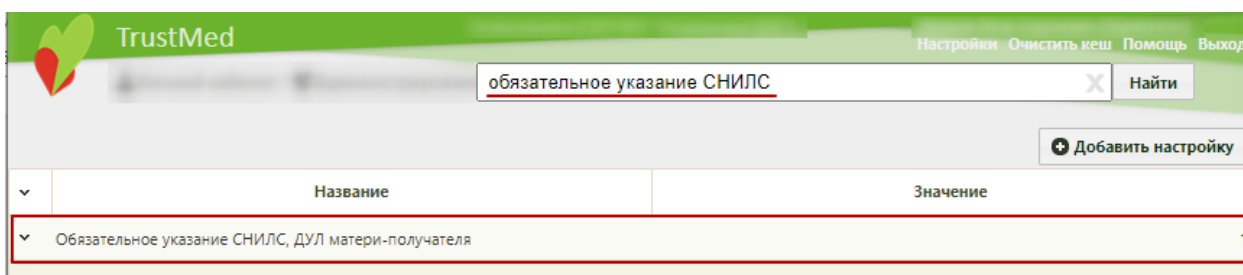 TrustMed
Настройки Очистить кеш Помощь Выход
обязательное указание СНИЛС
X Найти
Добавить настройку
Название Значение
Обязательное указание СНИЛС, ДУЛ матери-получателя